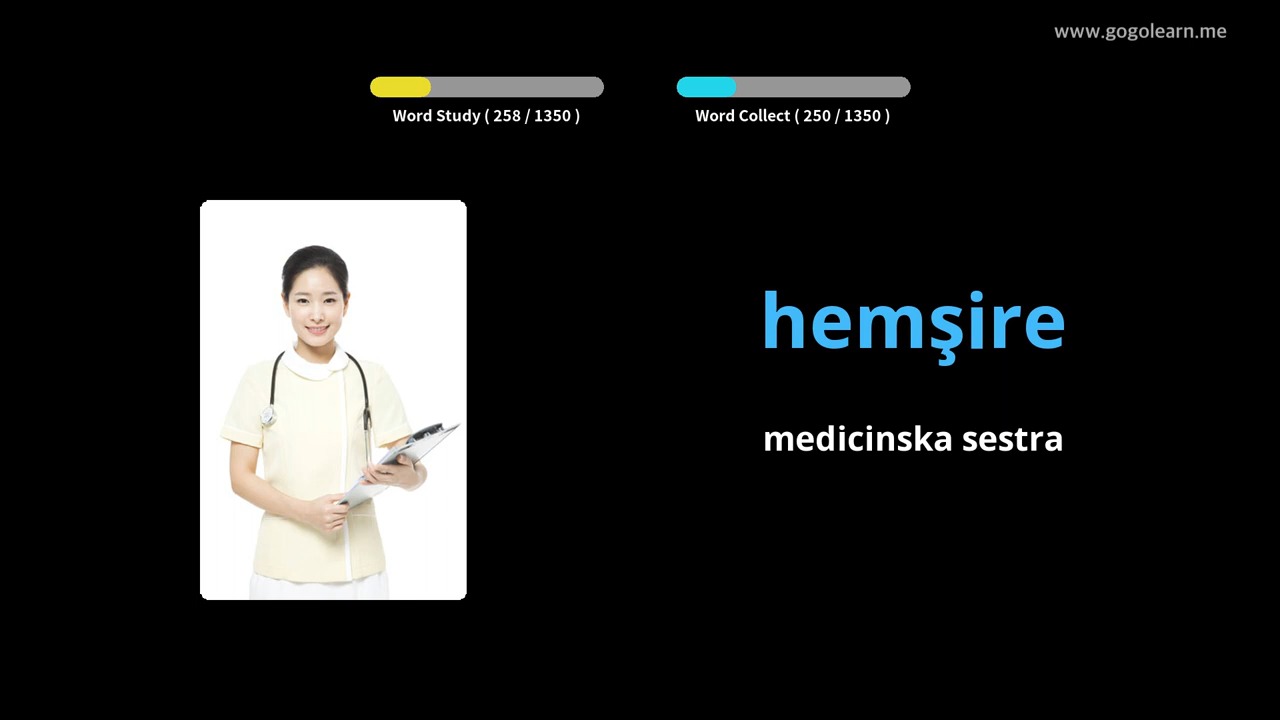 www.gogolearn.me
Word Study ( 258 / 1350 )
Word Collect ( 250 / 1350 )
hemşire
medicinska sestra